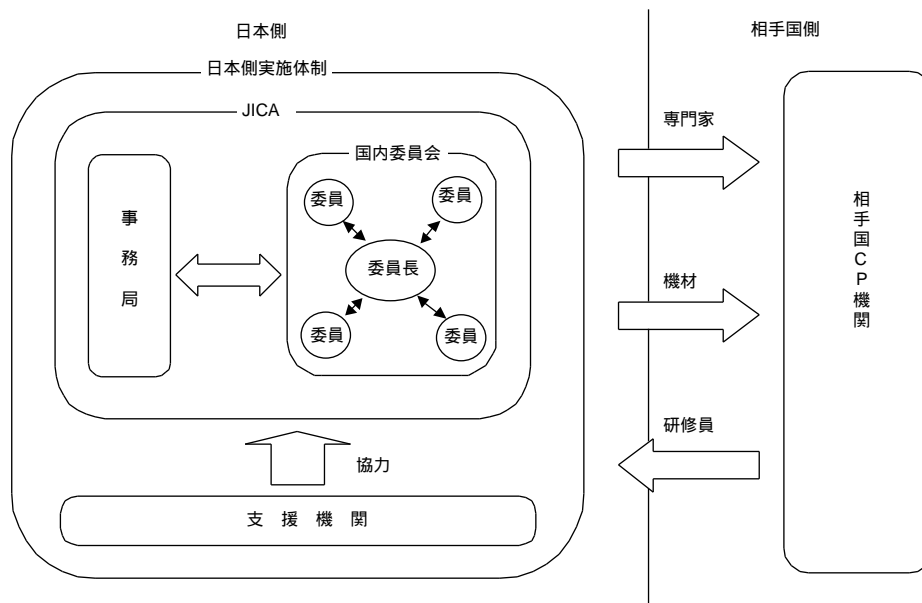 日本側
相手国側
日本側実施体制
JICA
専門家
国内委員会
委員
委員
事務局
委員長
相手国CP機関
機材
委員
委員
研修員
協力
支 援 機 関